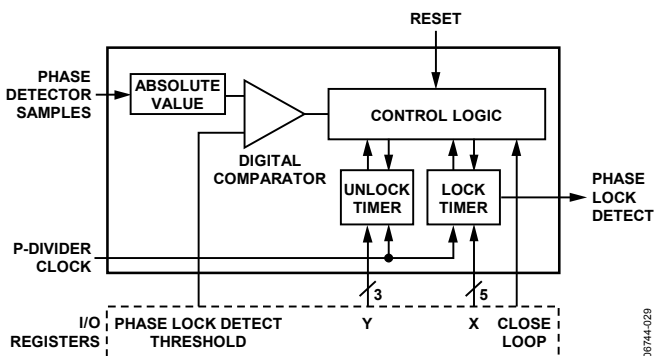 RESET
PHASE
DETECTOR
SAMPLES
ABSOLUTE
VALUE
CONTROL LOGIC
DIGITAL
COMPARATOR
UNLOCK
TIMER
LOCK
TIMER
PHASE
LOCK
DETECT
P-DIVIDER
CLOCK
3
5
I/O
REGISTERS
PHASE LOCK DETECT
THRESHOLD
Y
X
CLOSE
LOOP
06744-029